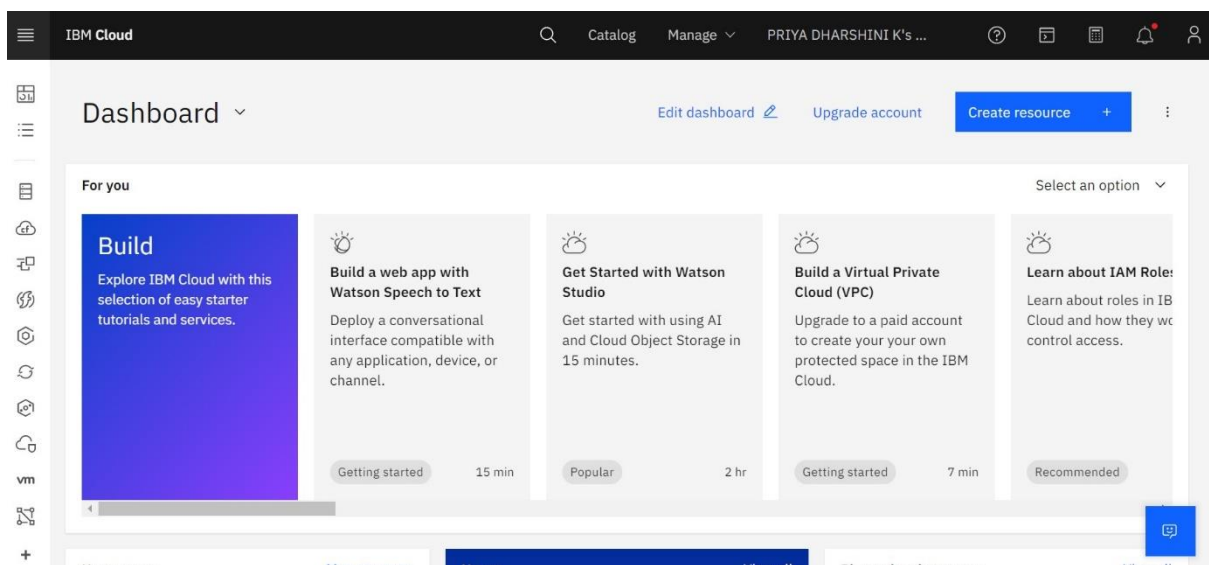 IBM Cloud
Catalog
Manage
PRIYA DHARSHINI K's ...
Dashboard
Edit dashboard
Upgrade account
Create resource +
For you
Select an option
Build
Explore IBM Cloud with this
selection of easy starter
tutorials and services.
Build a web app with
Watson Speech to Text
Deploy a conversational
interface compatible with
any application, device, or
channel.
Getting started
15 min
Get Started with Watson
Studio
Get started with using AI
and Cloud Object Storage in
15 minutes.
Popular
2 hr
Build a Virtual Private
Cloud (VPC)
Upgrade to a paid account
to create your your own
protected space in the IBM
Cloud.
Getting started
7 min
Learn about IAM Roles
Learn about roles in IB
Cloud and how they wo
control access.
Recommended
vm